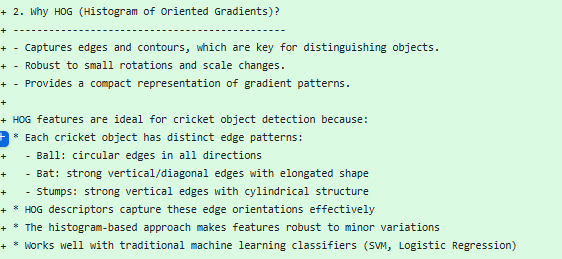 + 2. Why HOG (Histogram of Oriented Gradients)?
+ ---------------------------------------------
+ - Captures edges and contours, which are key for distinguishing objects.
+ - Robust to small rotations and scale changes.
+ - Provides a compact representation of gradient patterns.
+
+ HOG features are ideal for cricket object detection because:
+ * Each cricket object has distinct edge patterns:
+   - Ball: circular edges in all directions
+   - Bat: strong vertical/diagonal edges with elongated shape
+   - Stumps: strong vertical edges with cylindrical structure
+ * HOG descriptors capture these edge orientations effectively
+ * The histogram-based approach makes features robust to minor variations
+ * Works well with traditional machine learning classifiers (SVM, Logistic Regression)